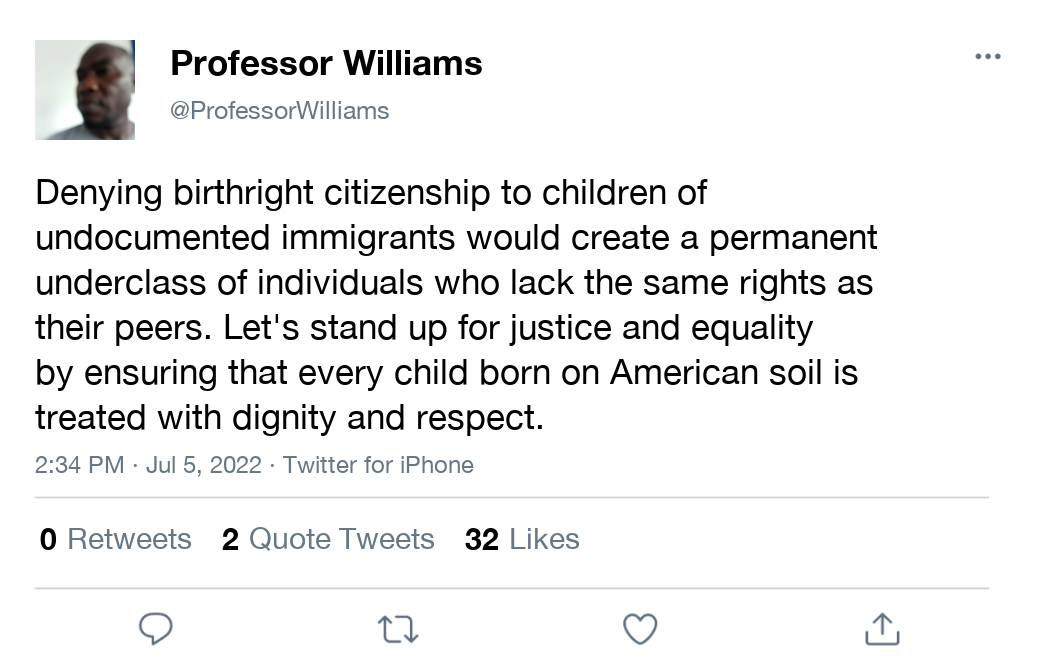 Professor Williams
@ProfessorWilliams
Denying birthright citizenship to children of
undocumented immigrants would create a permanent
underclass of individuals who lack the same rights as
their peers. Let's stand up for justice and equality
by ensuring that every child born on American soil is
treated with dignity and respect.
2:34 PM · Jul 5, 2022 · Twitter for iPhone
0 Retweets 2 Quote Tweets 32 Likes